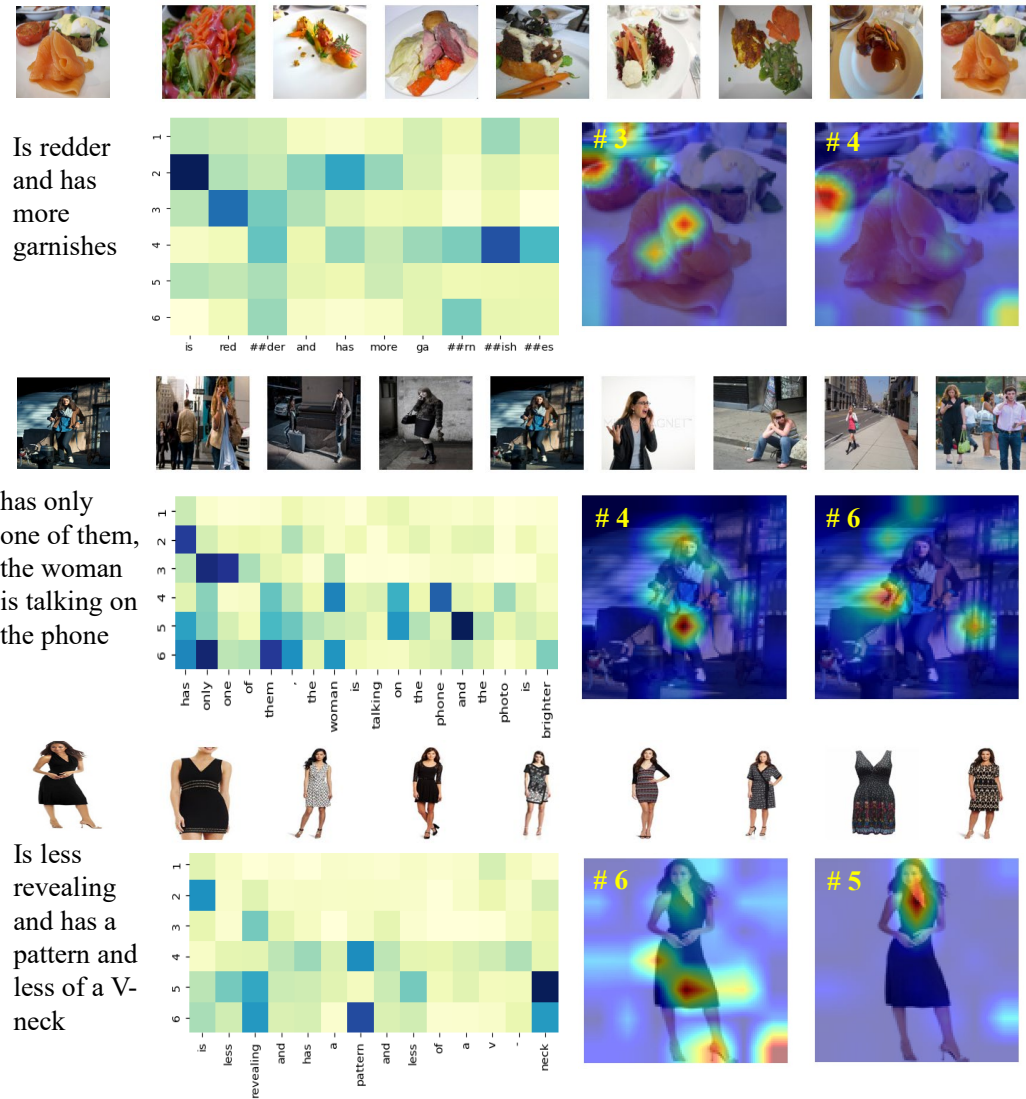 Is redder
and has
more
garnishes
1
2
3
4
5
6
is red ##der and has more ga ##rn ##ish ##es
# 3
# 4
has only
one of them,
the woman
is talking on
the phone
1
2
3
4
5
6
has only one of them , the woman is talking on the phone and the photo is brighter
# 4
# 6
Is less
revealing
and has a
pattern and
less of a V-
neck
1
2
3
4
5
6
is less revealing and has a pattern and less of a v - neck
# 6
# 5